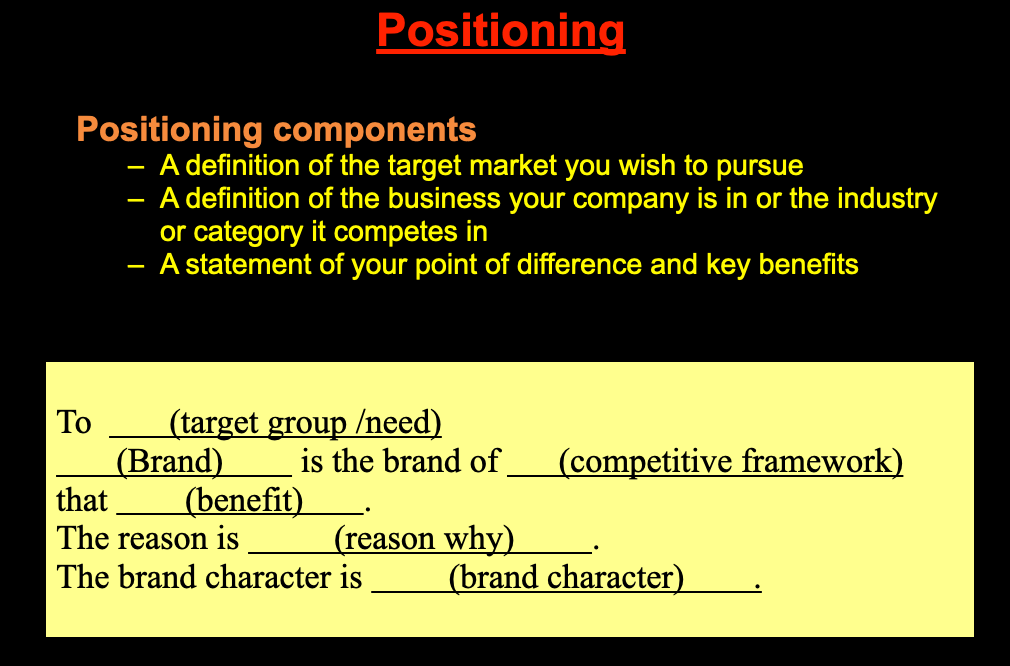 Positioning
Positioning components
– A definition of the target market you wish to pursue
– A definition of the business your company is in or the industry
or category it competes in
– A statement of your point of difference and key benefits
To ___(target group /need)
___(Brand)____ is the brand of ___(competitive framework)
that ____(benefit)____.
The reason is _____(reason why)_____.
The brand character is _____(brand character)____.